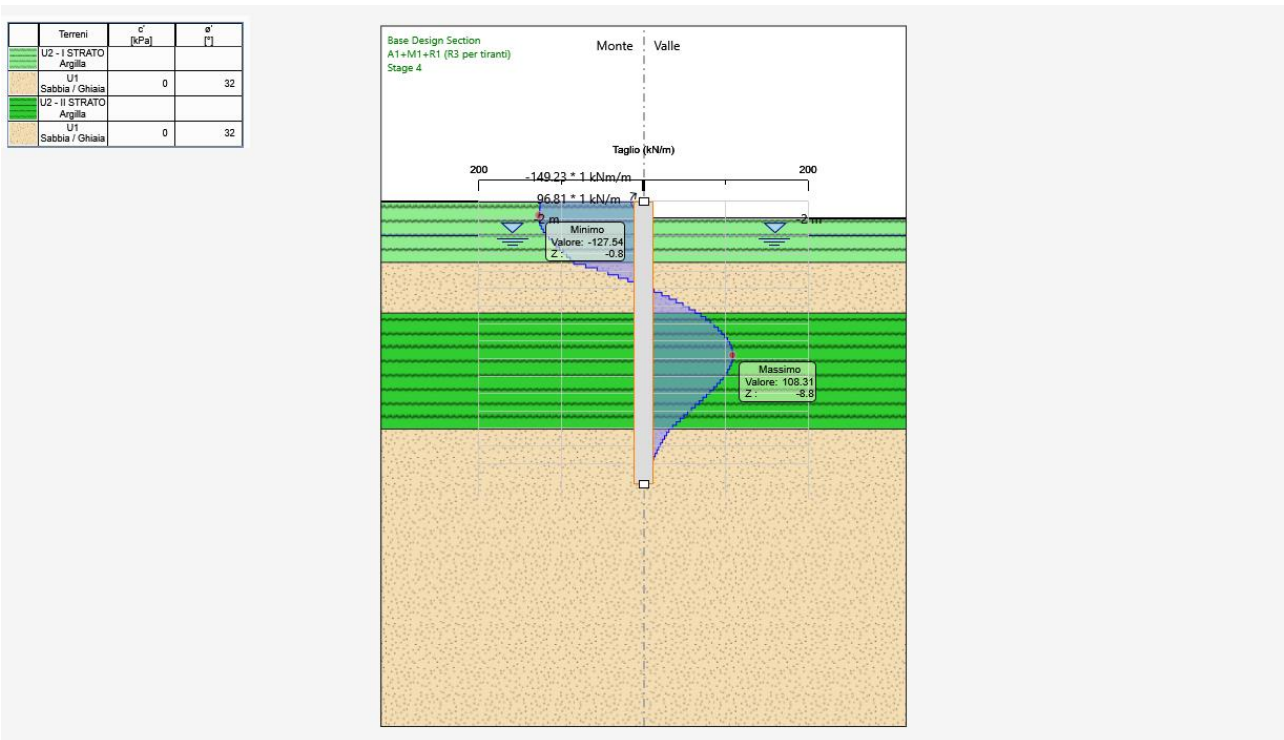 Terreni c' [kPa] ø' [°]
U2 - I STRATO
Argilla
U1
Sabbia / Ghiaia 0 32
U2 - II STRATO
Argilla
U1
Sabbia / Ghiaia 0 32
Base Design Section
A1+M1+R1 (R3 per tiranti)
Stage 4
Monte Valle
Taglio (kN/m)
200 200
-149.23 * 1 kNm/m
96.81 * 1 kN/m
-2 m -2 m
Minimo
Valore: -127.54
Z : -0.8
Massimo
Valore: 108.31
Z : -8.8